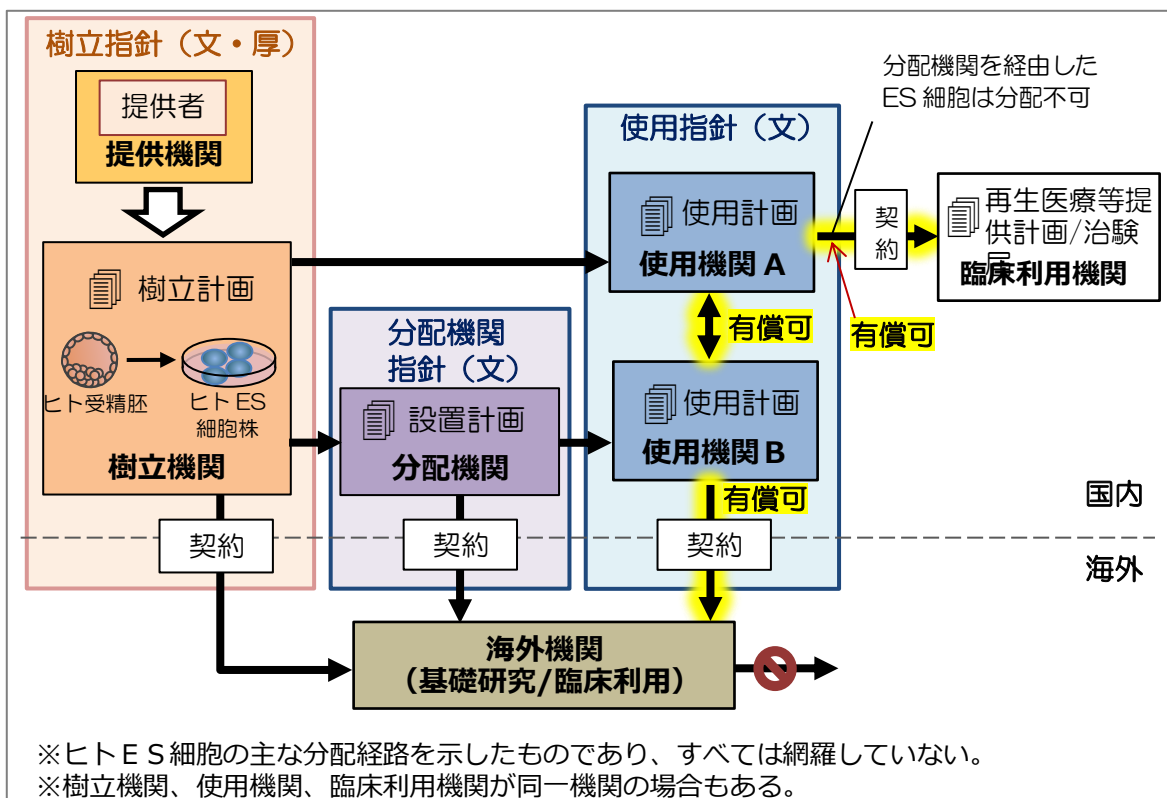 樹立指針（文・厚）
提供者
提供機関
樹立計画
ヒト受精胚
ヒト ES
細胞株
樹立機関
契約
分配機関
指針（文）
設置計画
分配機関
契約
使用指針（文）
使用計画
使用機関 A
有償可
使用計画
使用機関 B
有償可
契約
分配機関を経由した
ES 細胞は分配不可
契約
有償可
再生医療等提
供計画/治験
届
臨床利用機関
国内
海外
海外機関
（基礎研究/臨床利用）
※ヒトＥＳ細胞の主な分配経路を示したものであり、すべては網羅していない。
※樹立機関、使用機関、臨床利用機関が同一機関の場合もある。